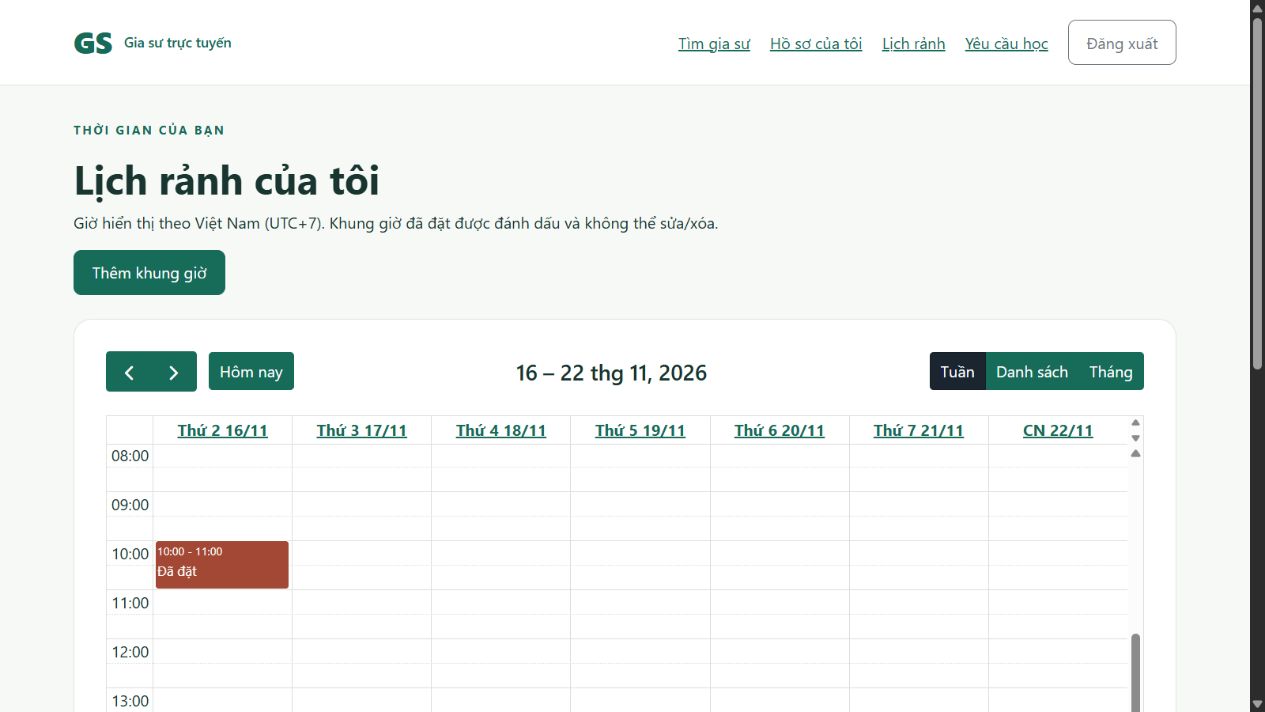 GS Gia sư trực tuyến
Tìm gia sư Hồ sơ của tôi Lịch rảnh Yêu cầu học Đăng xuất
THỜI GIAN CỦA BẠN
Lịch rảnh của tôi
Giờ hiển thị theo Việt Nam (UTC+7). Khung giờ đã đặt được đánh dấu và không thể sửa/xóa.
Thêm khung giờ
Hôm nay
16 – 22 thg 11, 2026
Tuần Danh sách Tháng
Thứ 2 16/11 Thứ 3 17/11 Thứ 4 18/11 Thứ 5 19/11 Thứ 6 20/11 Thứ 7 21/11 CN 22/11
08:00
09:00
10:00
10:00 - 11:00
Đã đặt
11:00
12:00
13:00